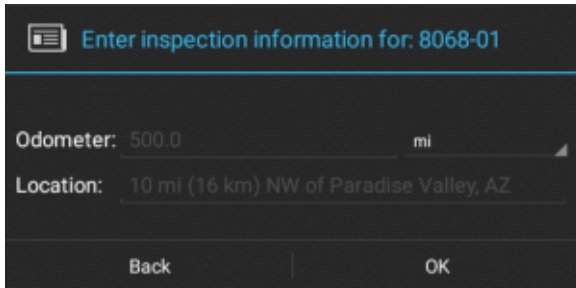 Enter inspection information for: 8068-01
Odometer: 500.0 mi
Location: 10 mi (16 km) NW of Paradise Valley, AZ
Back OK